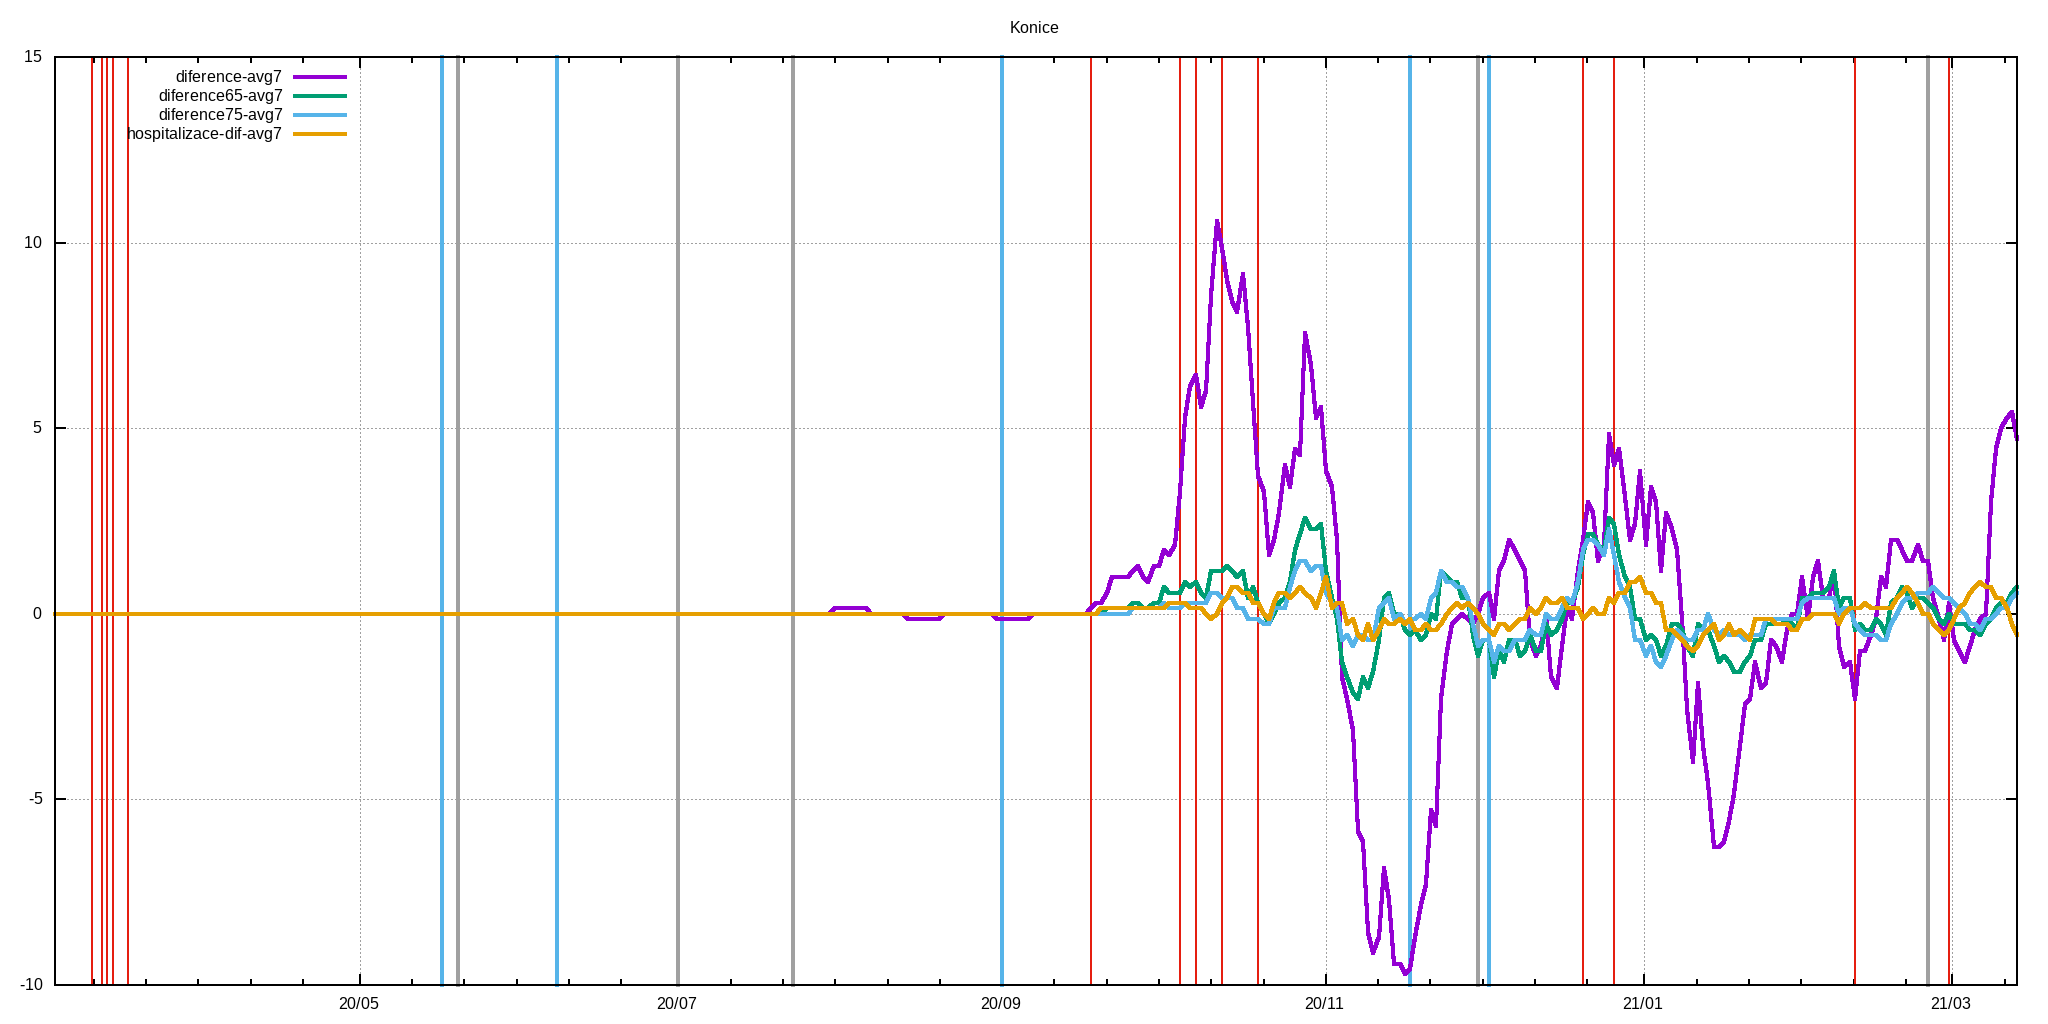 Konice
15
diference-avg7
diference65-avg7
diference75-avg7
hospitalizace-dif-avg7
10
5
0
-5
-10
20/05
20/07
20/09
20/11
21/01
21/03